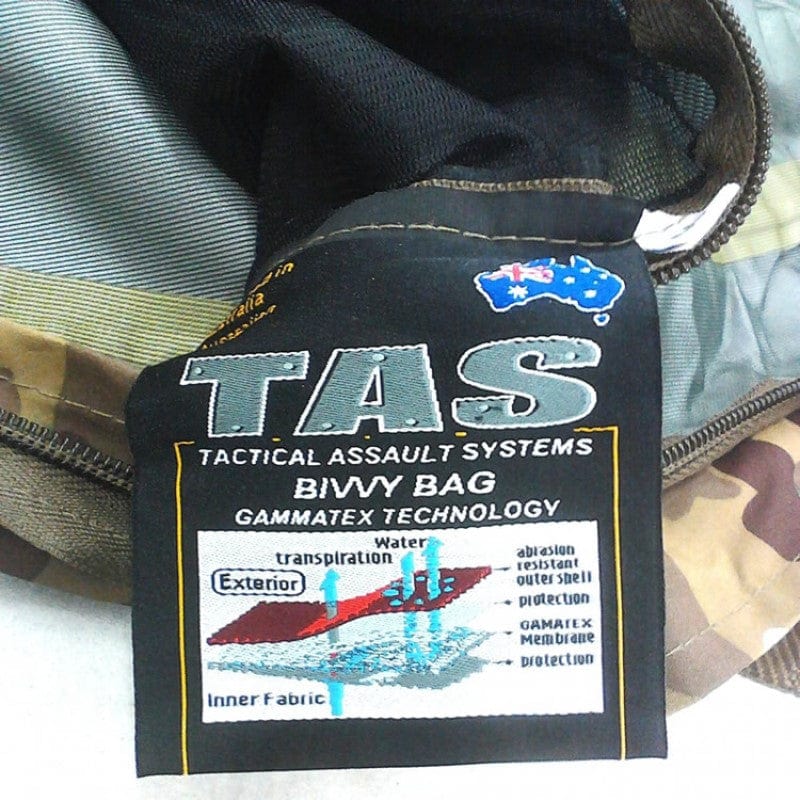 in
TAS
TACTICAL ASSAULT SYSTEMS
BIVVY BAG
GAMMATEX TECHNOLOGY
Water
transpiration
Exterior
abrasion
resistant
outer shell
protection
GAMATEX
Membrane
protection
Inner Fabric